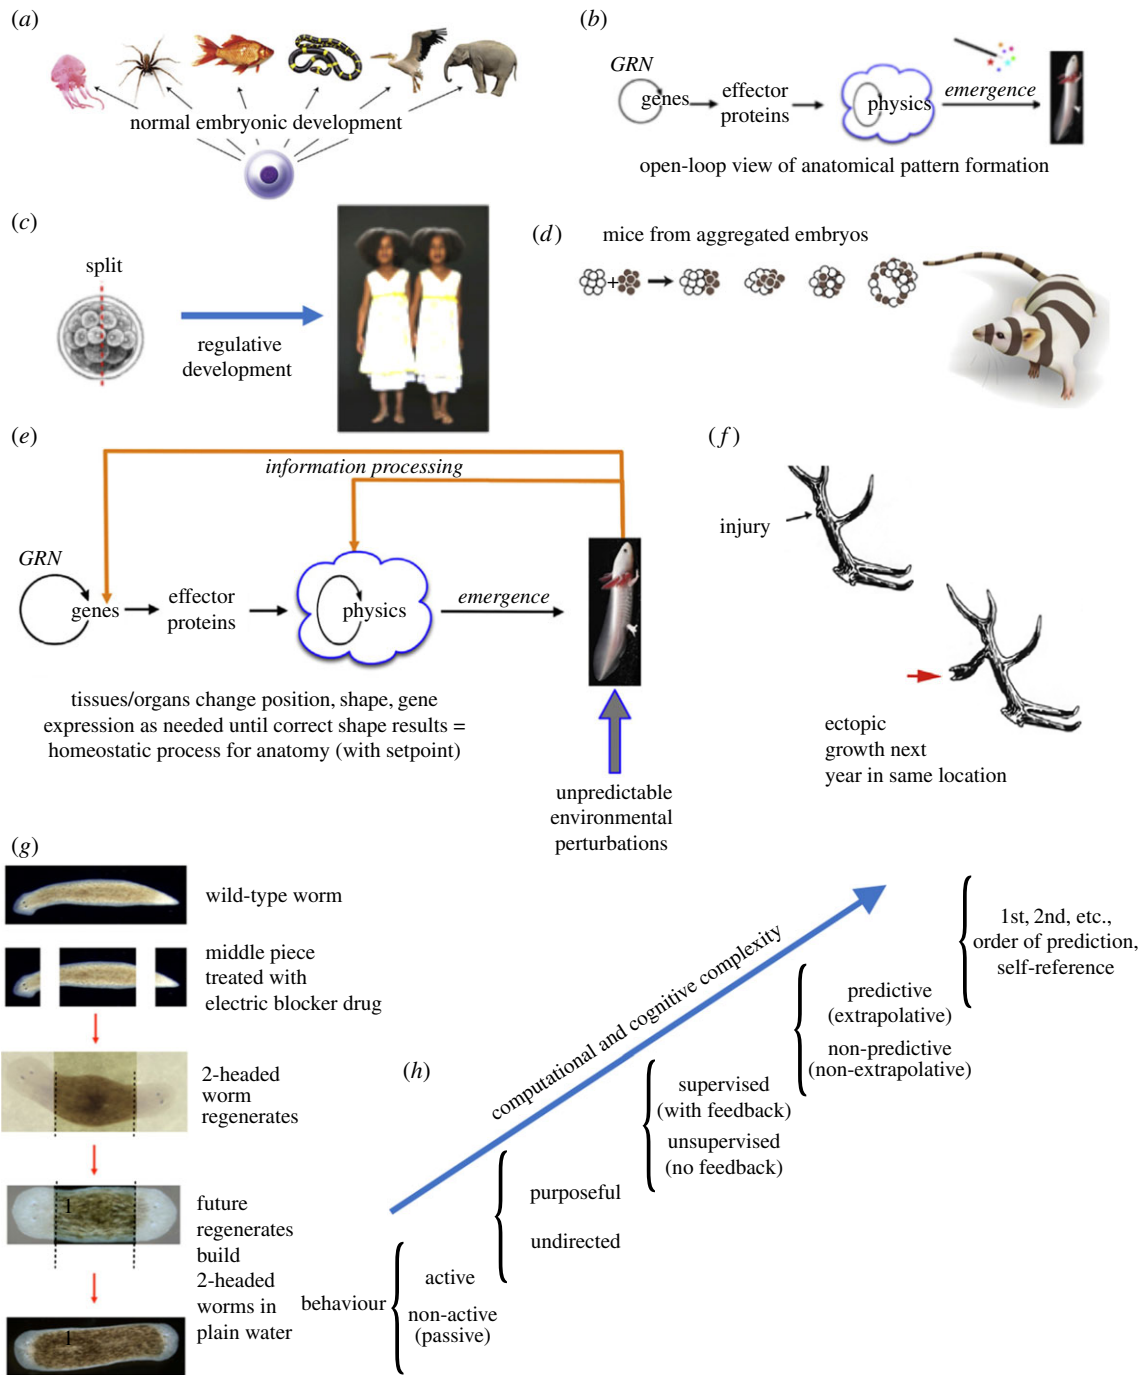 (a)
normal embryonic development
(b)
GRN
genes
effector
proteins
physics
emergence
open-loop view of anatomical pattern formation
(c)
split
regulative
development
(d)
mice from aggregated embryos
+
(e)
information processing
GRN
genes
effector
proteins
physics
emergence
tissues/organs change position, shape, gene
expression as needed until correct shape results =
homeostatic process for anatomy (with setpoint)
unpredictable
environmental
perturbations
(f)
injury
ectopic
growth next
year in same location
(g)
wild-type worm
middle piece
treated with
electric blocker drug
2-headed
worm
regenerates
1
future
regenerates
build
2-headed
worms in
plain water
1
(h)
computational and cognitive complexity
behaviour
active
non-active
(passive)
purposeful
undirected
supervised
(with feedback)
unsupervised
(no feedback)
predictive
(extrapolative)
non-predictive
(non-extrapolative)
1st, 2nd, etc.,
order of prediction,
self-reference